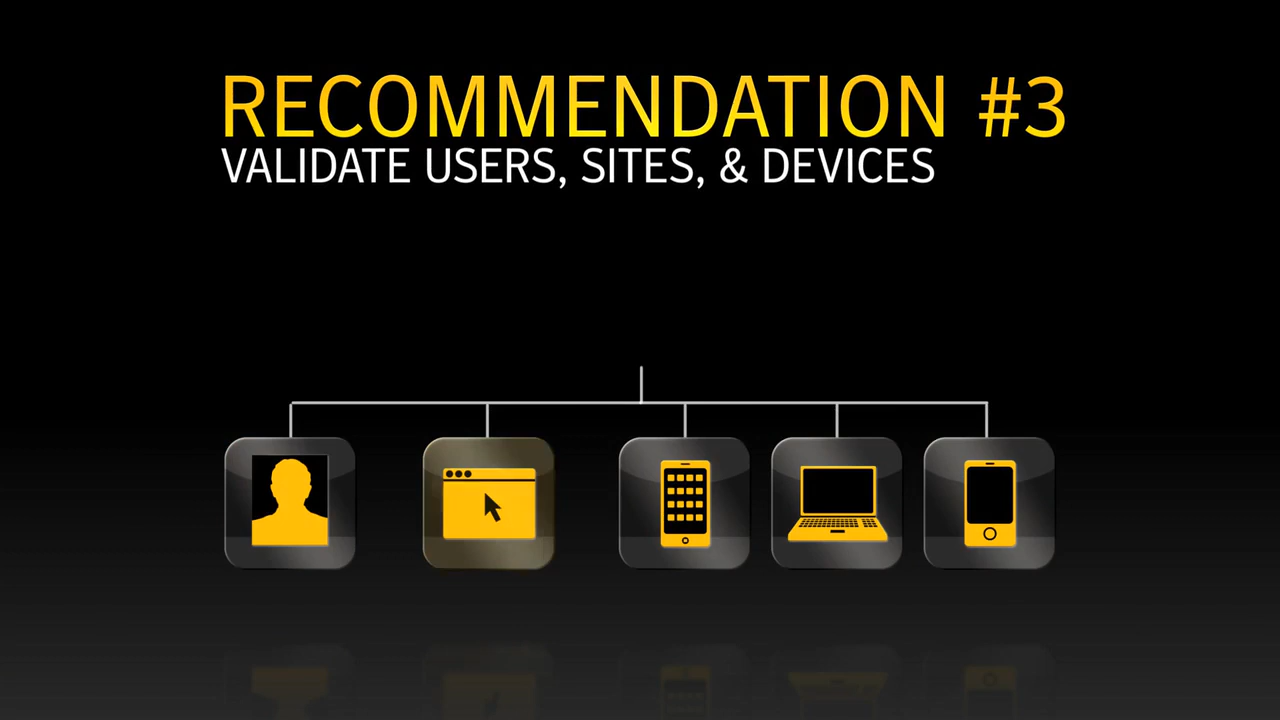 RECOMMENDATION #3
VALIDATE USERS, SITES, & DEVICES